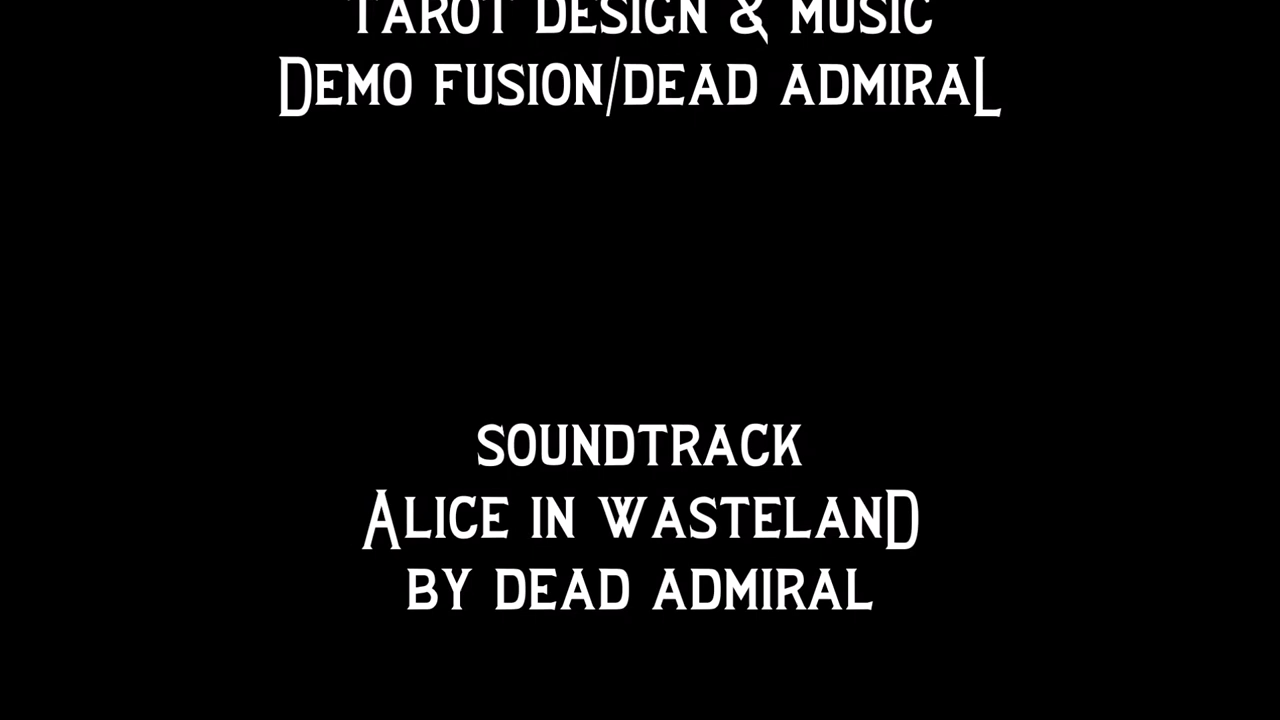 TAROT DESIGN & MUSIC
DEMO FUSION/DEAD ADMIRAL
SOUNDTRACK
ALICE IN WASTELAND
BY DEAD ADMIRAL